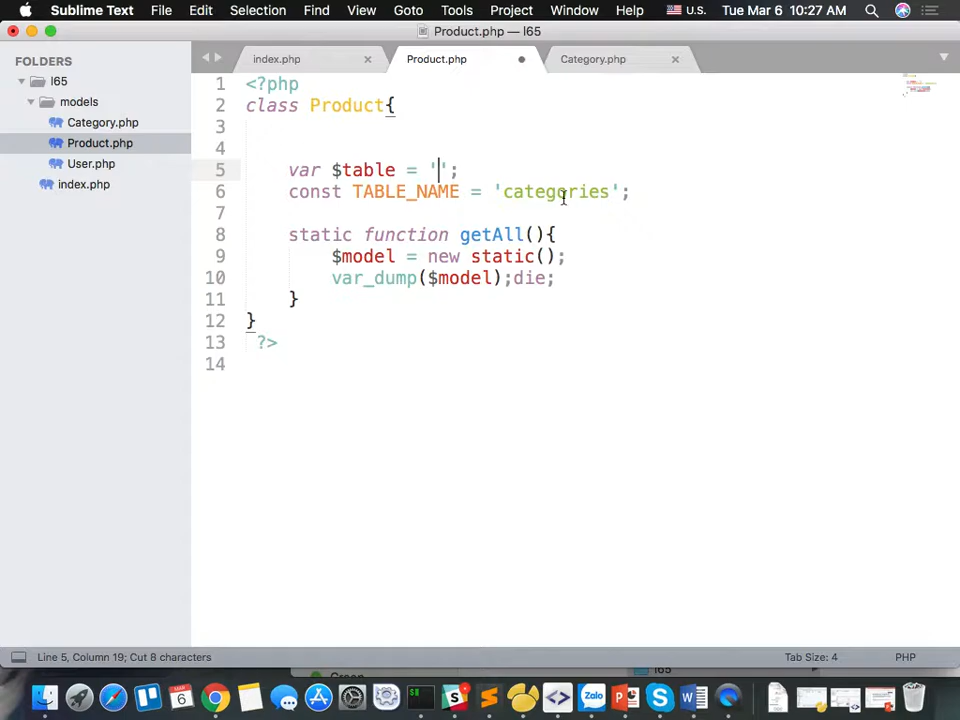 Sublime Text File Edit Selection Find View Goto Tools Project Window Help U.S. Tue Mar 6 10:27 AM
Product.php — l65
FOLDERS
l65
models
Category.php
Product.php
User.php
index.php
index.php Product.php Category.php
1 <?php
2 class Product{
3
4
5 var $table = '';
6 const TABLE_NAME = 'categories';
7
8 static function getAll(){
9 $model = new static();
10 var_dump($model);die;
11 }
12 }
13 ?>
14
Line 5, Column 19; Cut 8 characters Tab Size: 4 PHP
6
Zalo